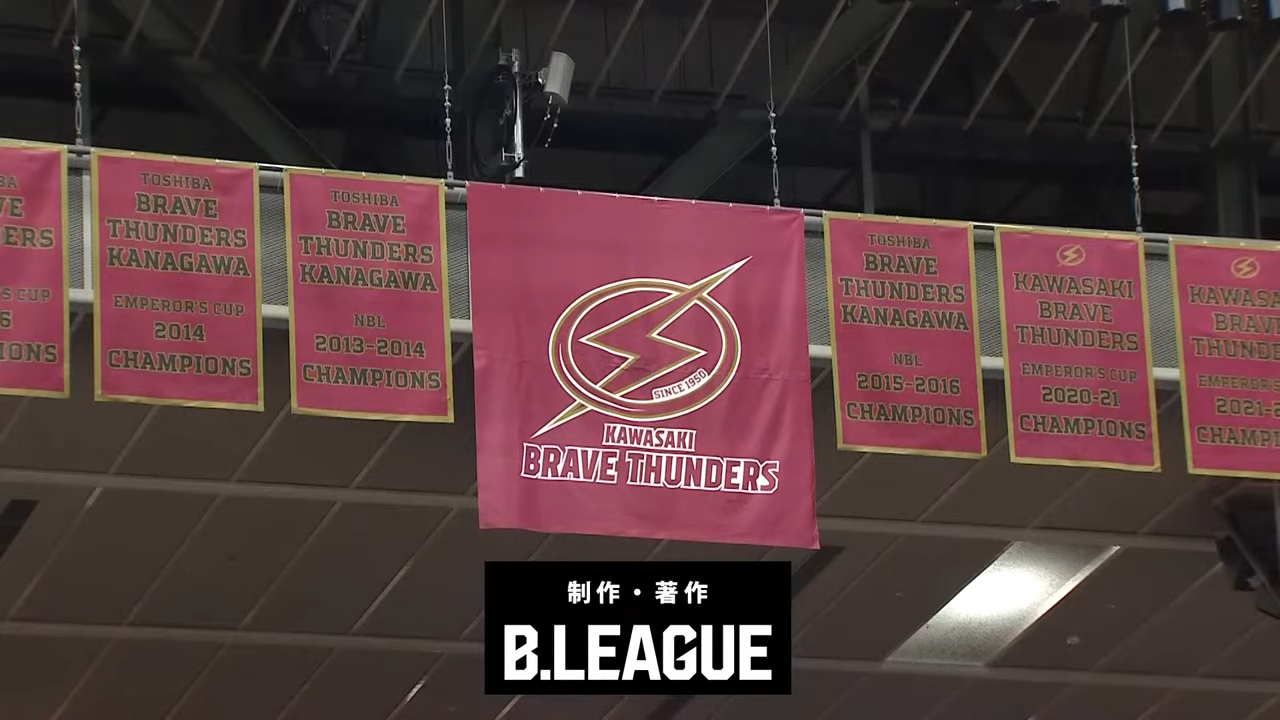 TOSHIBA
BRAVE
THUNDERS
KANAGAWA
EMPEROR'S CUP
2014
CHAMPIONS
TOSHIBA
BRAVE
THUNDERS
KANAGAWA
NBL
2013-2014
CHAMPIONS
SINCE 1950
KAWASAKI
BRAVE THUNDERS
TOSHIBA
BRAVE
THUNDERS
KANAGAWA
NBL
2015-2016
CHAMPIONS
KAWASAKI
BRAVE
THUNDERS
EMPEROR'S CUP
2020-21
CHAMPIONS
制作・著作
B.LEAGUE